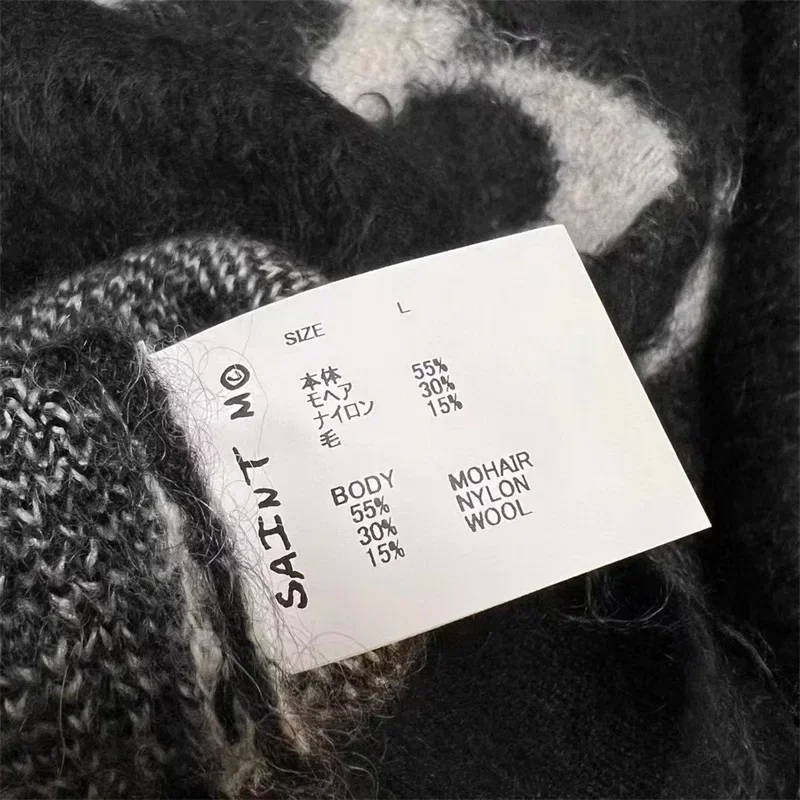 SAINT MO
SIZE L
本体
モヘア 55%
ナイロン 30%
毛 15%
BODY
55% MOHAIR
30% NYLON
15% WOOL